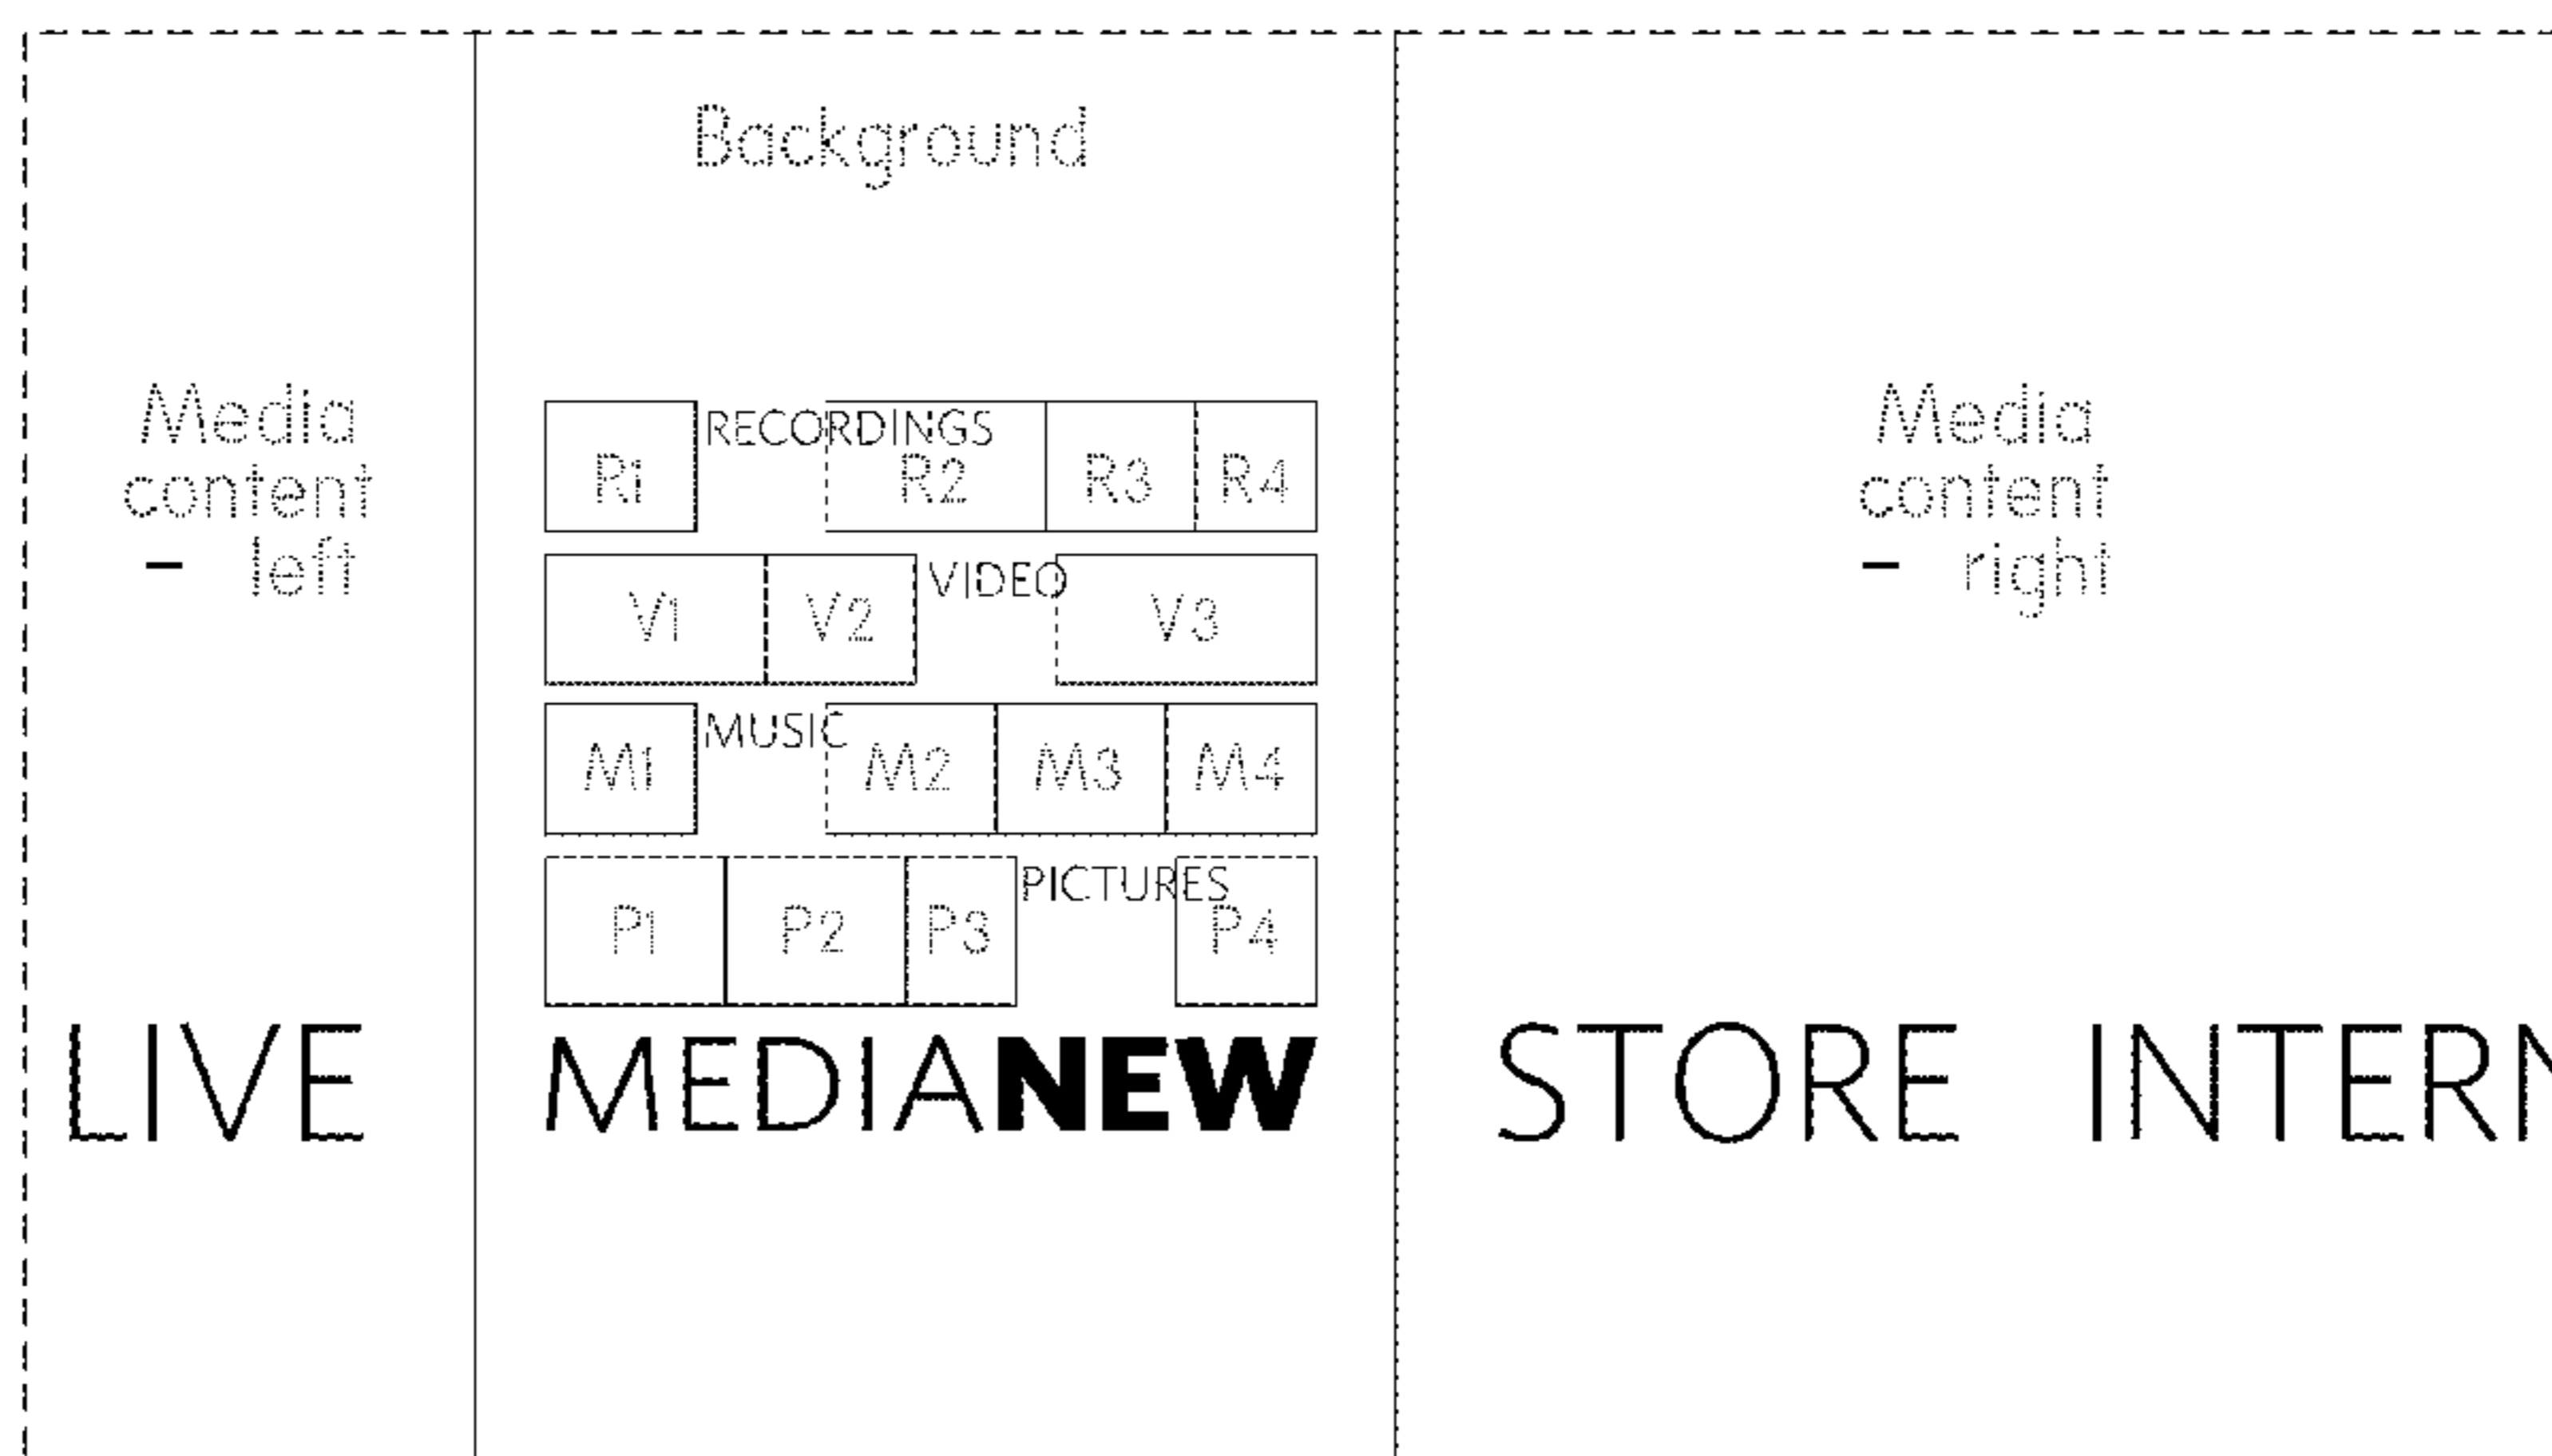 Background
Media
content
- left
Media
content
- right
RECORDINGS
R1 R2 R3 R4
VIDEO
V1 V2 V3
MUSIC
M1 M2 M3 M4
PICTURES
P1 P2 P3 P4
LIVE MEDIANEW STORE INTERN